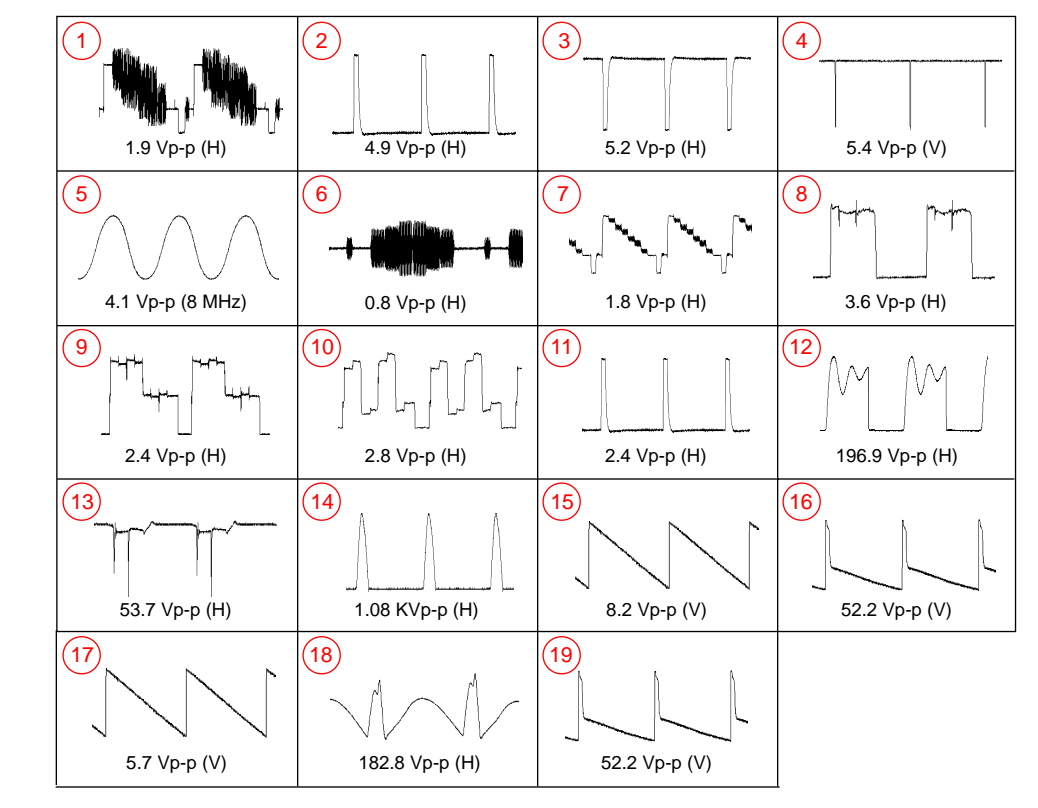 1
2
3
4
1.9 Vp-p (H)
4.9 Vp-p (H)
5.2 Vp-p (H)
5.4 Vp-p (V)
5
6
7
8
4.1 Vp-p (8 MHz)
0.8 Vp-p (H)
1.8 Vp-p (H)
3.6 Vp-p (H)
9
10
11
12
2.4 Vp-p (H)
2.8 Vp-p (H)
2.4 Vp-p (H)
196.9 Vp-p (H)
13
14
15
16
53.7 Vp-p (H)
1.08 KVp-p (H)
8.2 Vp-p (V)
52.2 Vp-p (V)
17
18
19
5.7 Vp-p (V)
182.8 Vp-p (H)
52.2 Vp-p (V)